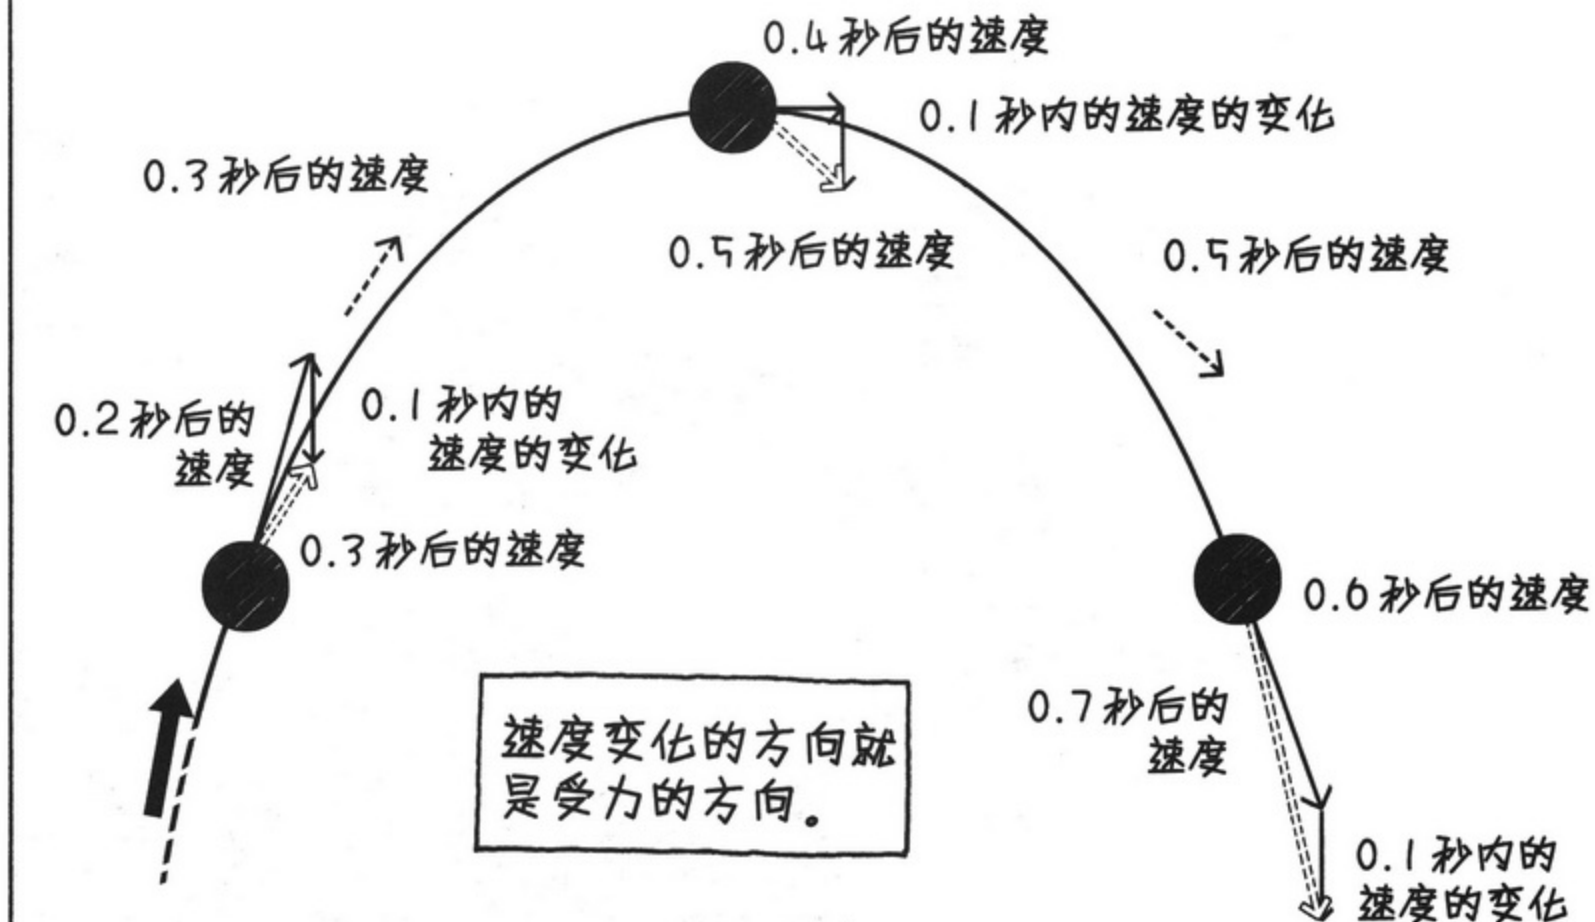 0.4秒后的速度
0.1秒内的速度的变化
0.3秒后的速度
0.5秒后的速度
0.5秒后的速度
0.2秒后的
速度
0.1秒内的
速度的变化
0.3秒后的速度
0.6秒后的速度
0.7秒后的
速度
速度变化的方向就
是受力的方向。
0.1秒内的
速度的变化